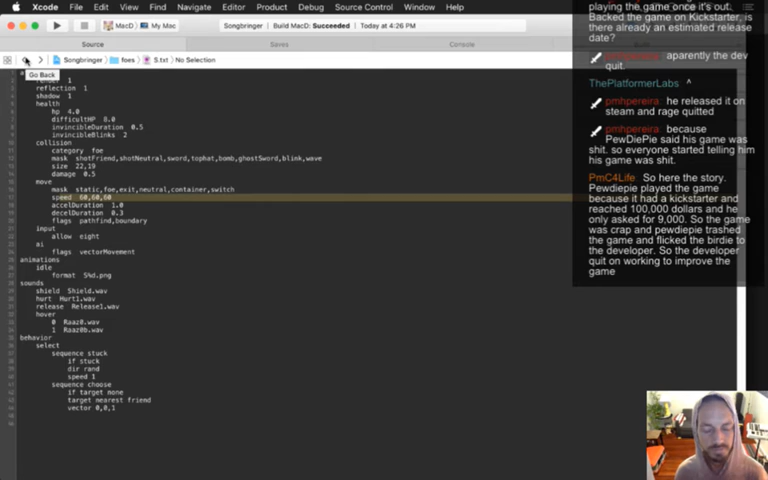 Xcode File Edit View Find Navigate Editor Product Debug Source Control Window Help
MacD My Mac
Songbringer Build MacD: Succeeded Today at 4:26 PM
Source Saves Console
Songbringer foes S.txt No Selection
Go Back
reflection 1
shadow 1
health
hp 4.0
difficultHP 8.0
invincibleDuration 0.5
invincibleBlinks 2
collision
category foe
mask shotFriend,shotNeutral,sword,tophat,bomb,ghostSword,blink,wave
size 22,19
damage 0.5
move
mask static,foe,exit,neutral,container,switch
speed 60,60,60
accelDuration 1.0
decelDuration 0.3
flags pathfind,boundary
input
allow eight
ai
flags vectorMovement
animations
idle
format S%d.png
sounds
shield Shield.wav
hurt Hurt1.wav
release Release1.wav
hover
0 Raaz0.wav
1 Raaz0b.wav
behavior
select
sequence stuck
if stuck
dir rand
speed 1
sequence choose
if target none
target nearest friend
vector 0,0,1
playing the game once it's out.
Backed the game on Kickstarter, is
there already an estimated release
date?
aparently the dev
quit.
ThePlatformerLabs ^
pmhpereira: he released it on
steam and rage quitted
pmhpereira: because
PewDiePie said his game was
shit. so everyone started telling him
his game was shit.
PmC4Life So here the story.
Pewdiepie played the game
because it had a kickstarter and
reached 100,000 dollars and he
only asked for 9,000. So the game
was crap and pewdiepie trashed
the game and flicked the birdie to
the developer. So the developer
quit on working to improve the
game